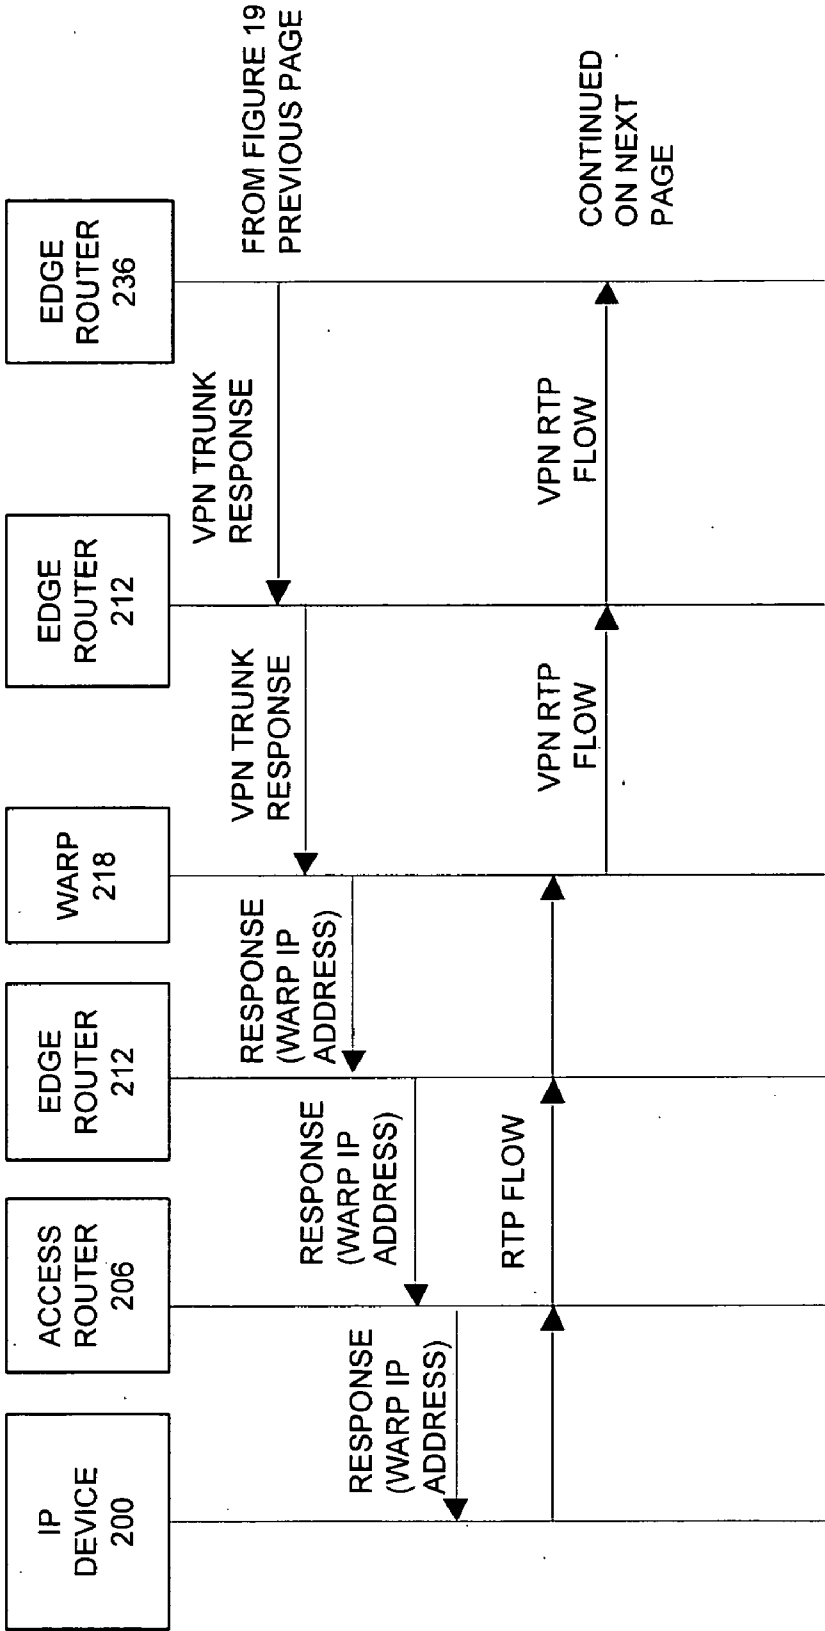 IP
DEVICE
200
ACCESS
ROUTER
206
EDGE
ROUTER
212
WARP
218
EDGE
ROUTER
212
EDGE
ROUTER
236
FROM FIGURE 19
PREVIOUS PAGE
VPN TRUNK
RESPONSE
VPN TRUNK
RESPONSE
RESPONSE
(WARP IP
ADDRESS)
RESPONSE
(WARP IP
ADDRESS)
RESPONSE
(WARP IP
ADDRESS)
RTP FLOW
VPN RTP
FLOW
VPN RTP
FLOW
CONTINUED
ON NEXT
PAGE